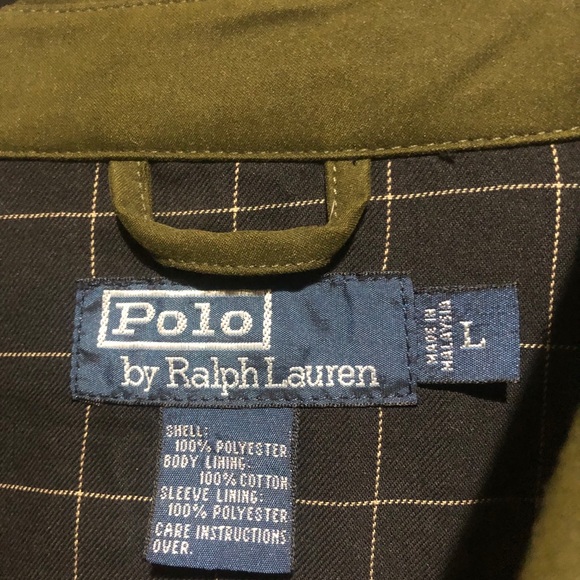 Polo
by Ralph Lauren
MADE IN
MALAYSIA
L
SHELL:
100% POLYESTER
BODY LINING:
100% COTTON
SLEEVE LINING:
100% POLYESTER
CARE INSTRUCTIONS
OVER.